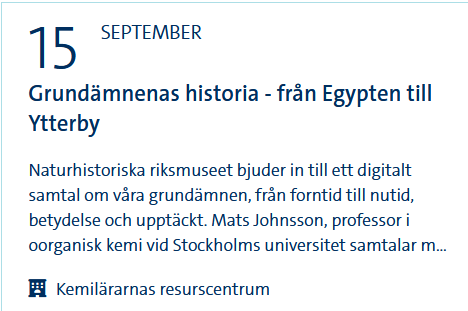 15 SEPTEMBER
Grundämnenas historia - från Egypten till
Ytterby
Naturhistoriska riksmuseet bjuder in till ett digitalt
samtal om våra grundämnen, från forntid till nutid,
betydelse och upptäckt. Mats Johnsson, professor i
oorganisk kemi vid Stockholms universitet samtalar m...
Kemilärarnas resurscentrum